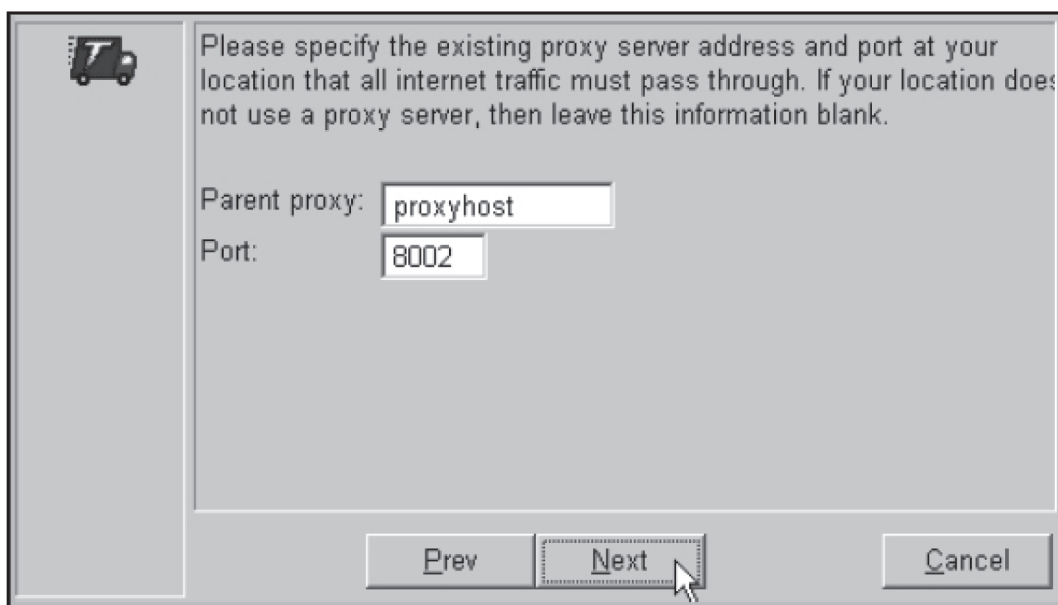 T
Please specify the existing proxy server address and port at your
location that all internet traffic must pass through. If your location does
not use a proxy server, then leave this information blank.
Parent proxy: proxyhost
Port: 8002
Prev Next Cancel